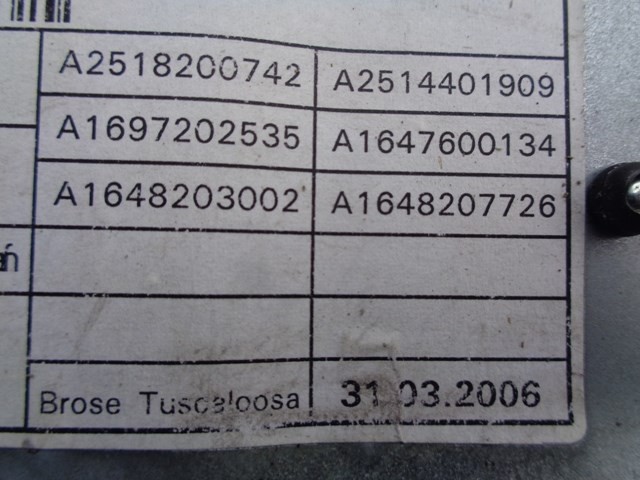 A2518200742 A2514401909
A1697202535 A1647600134
A1648203002 A1648207726
Brose Tuscaloosa 31.03.2006